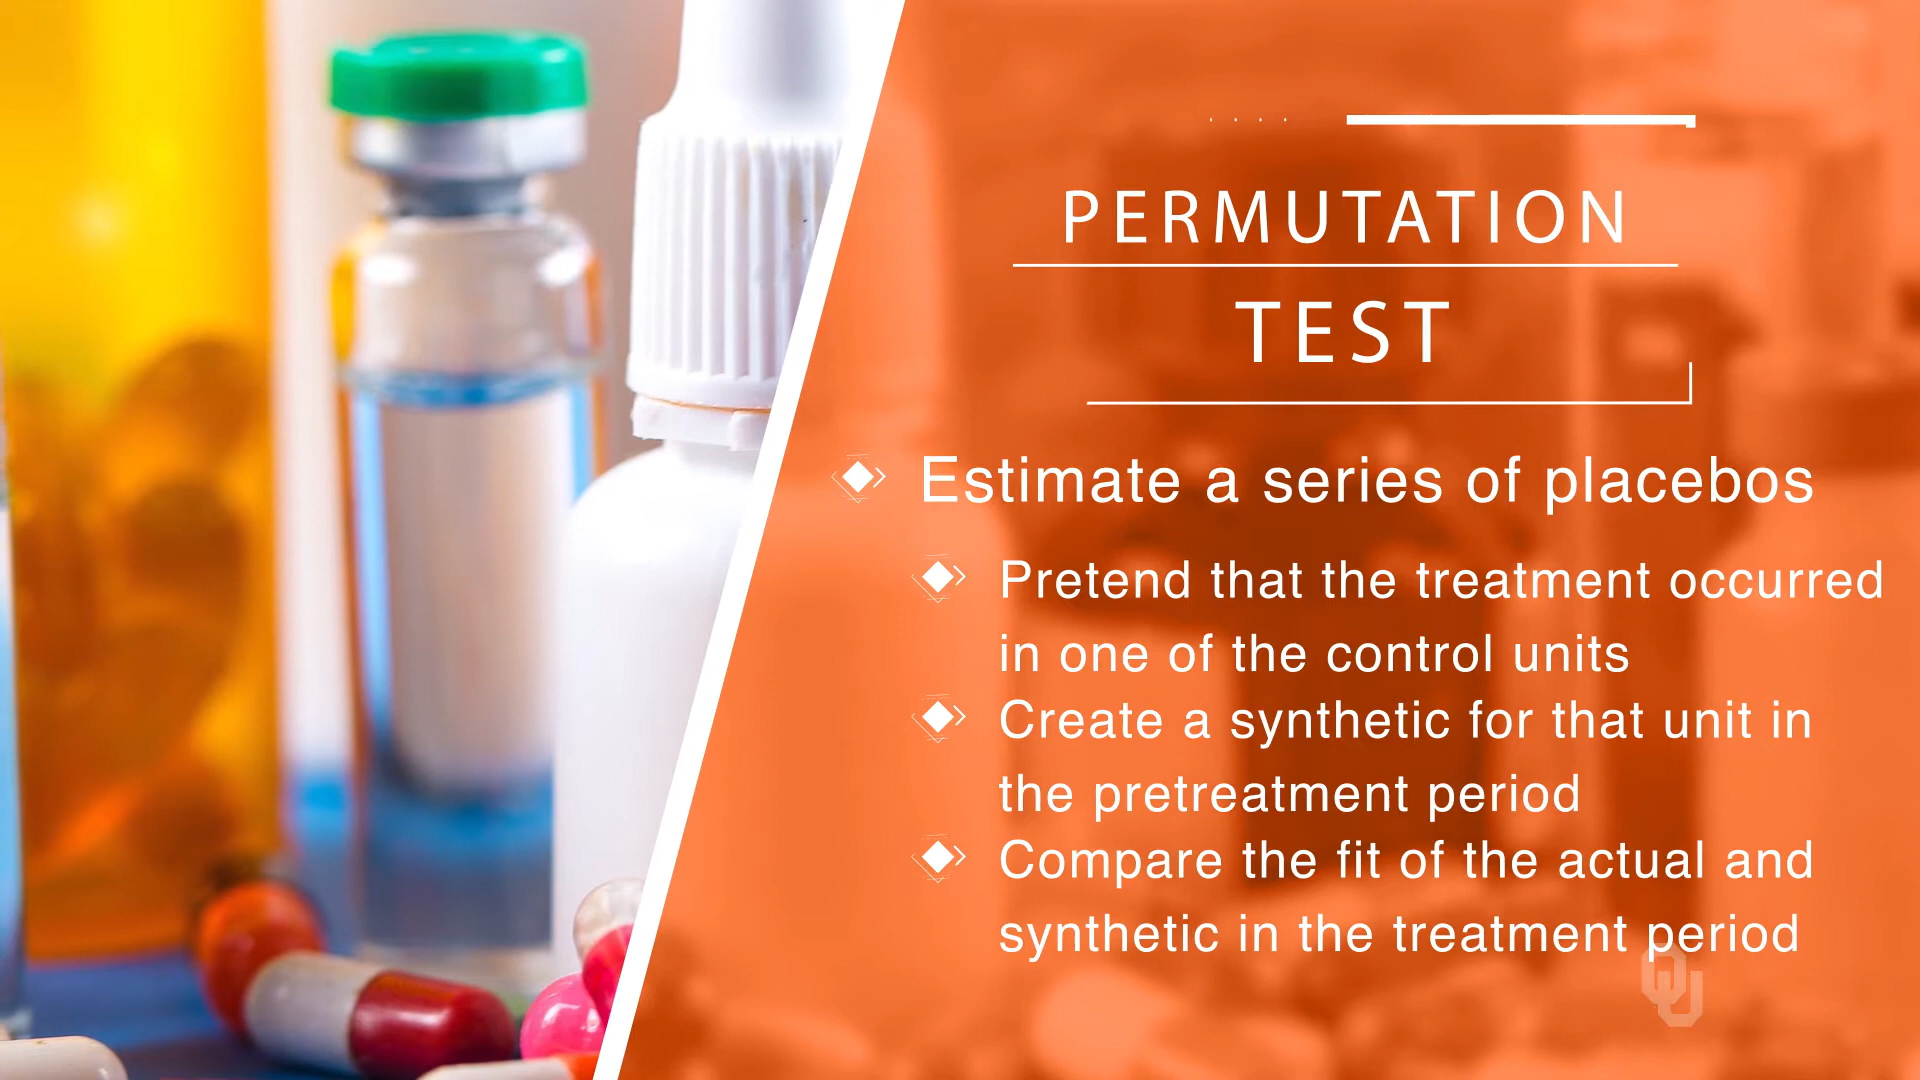 PERMUTATION
TEST
Estimate a series of placebos
Pretend that the treatment occurred
in one of the control units
Create a synthetic for that unit in
the pretreatment period
Compare the fit of the actual and
synthetic in the treatment period
OU